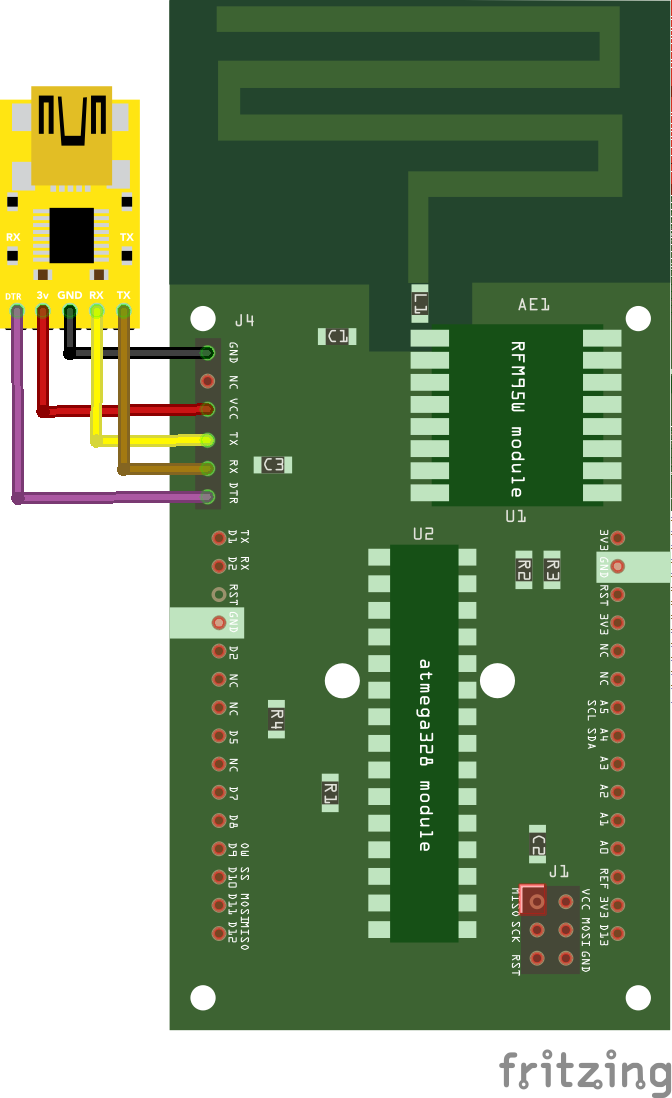 RX
TX
DTR
3v
GND
RX
TX
J4
GND
NC
VCC
TX
RX
DTR
C1
C3
L1
AE1
RFM95W module
U1
U2
R2
R3
atmega328 module
R4
R1
C2
J1
D1 TX
D2 RX
RST
GND
D2
NC
NC
D5
NC
D7
D8
D9 OW
D10 SS
D11 MOSI
D12 MISO
3V3
GND
RST
3V3
NC
NC
A5 SCL
A4 SDA
A3
A2
A1
A0
REF
3V3
D13
MISO
SCK
RST
VCC
MOSI
GND
fritzing